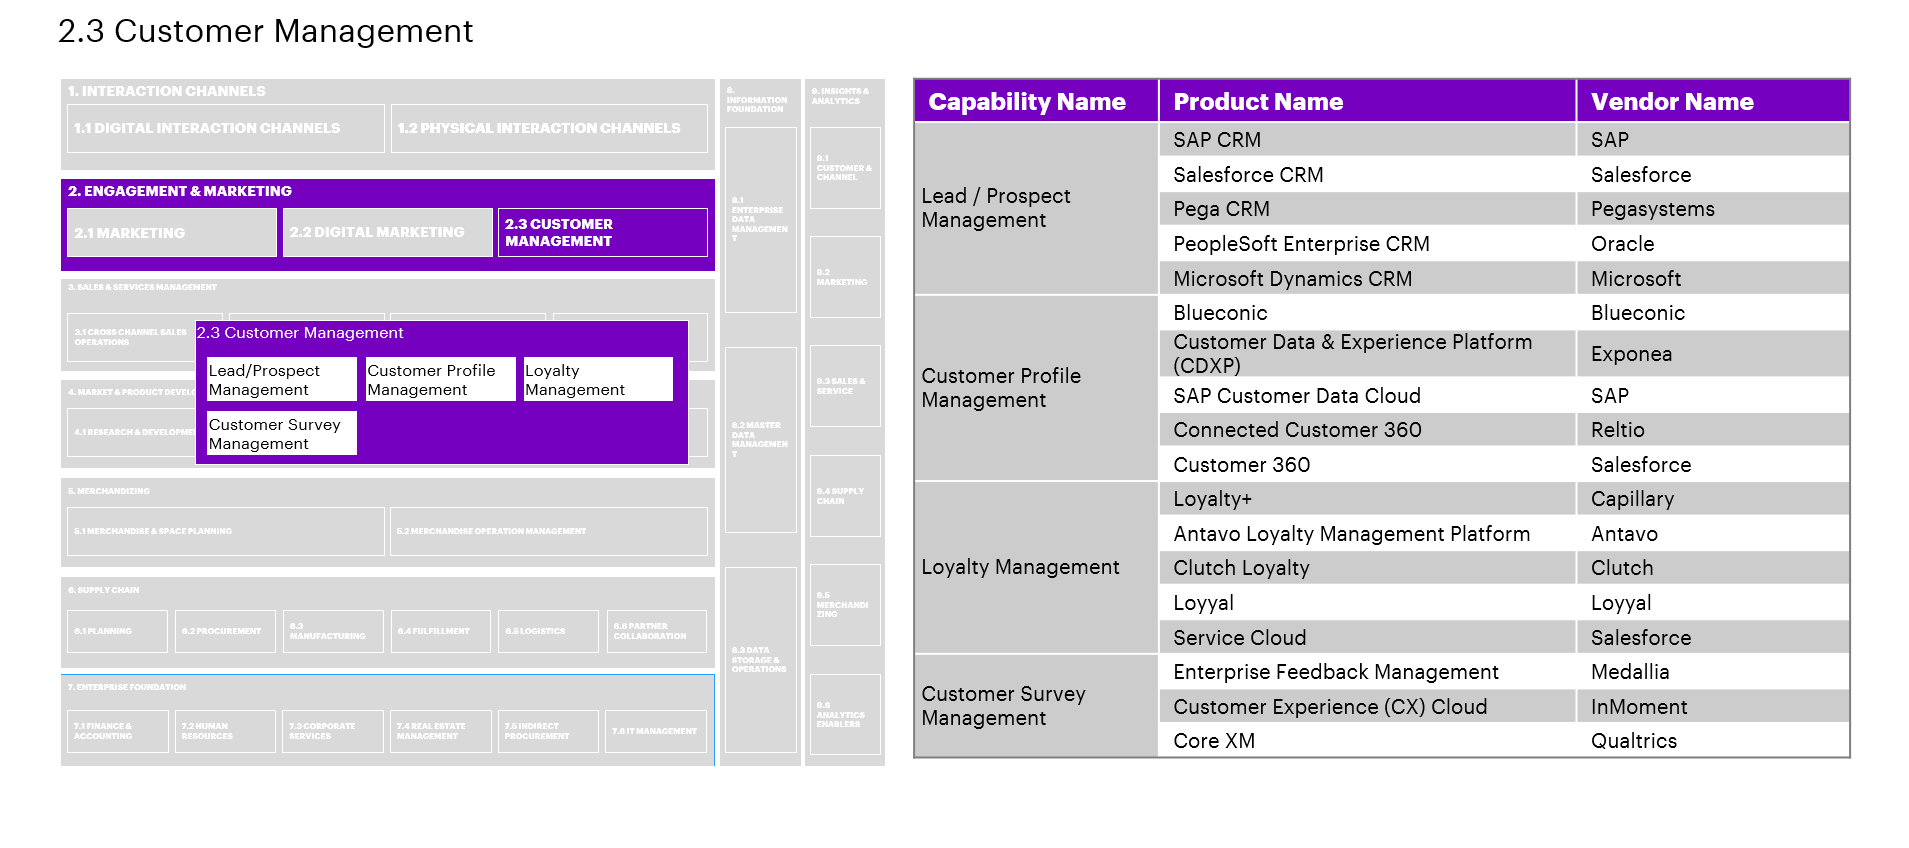 2.3 Customer Management
1. INTERACTION CHANNELS
1.1 DIGITAL INTERACTION CHANNELS
1.2 PHYSICAL INTERACTION CHANNELS
2. ENGAGEMENT & MARKETING
2.1 MARKETING
2.2 DIGITAL MARKETING
2.3 CUSTOMER
MANAGEMENT
3. SALES & SERVICES MANAGEMENT
3.1 CROSS CHANNEL SALES
OPERATIONS
2.3 Customer Management
Lead/Prospect
Management
Customer Profile
Management
Loyalty
Management
Customer Survey
Management
4. MARKET & PRODUCT
4.1 RESEARCH &
5. MERCHANDIZING
5.1 MERCHANDISE & SPACE PLANNING
5.2 MERCHANDISE OPERATION MANAGEMENT
6. SUPPLY CHAIN
6.1 PLANNING
6.2 PROCUREMENT
6.3
MANUFACTURING
6.4 FULFILLMENT
6.5 LOGISTICS
6.6 PARTNER
COLLABORATION
7. ENTERPRISE FOUNDATION
7.1 FINANCE &
ACCOUNTING
7.2 HUMAN
RESOURCES
7.3 CORPORATE
SERVICES
7.4 REAL ESTATE
MANAGEMENT
7.5 INDIRECT
PROCUREMENT
7.6 IT MANAGEMENT
8.
INFORMATION
FOUNDATION
8.1
ENTERPRISE
DATA
MANAGEMEN
T
8.2 MASTER
DATA
MANAGEMEN
T
8.3 DATA
STORAGE &
OPERATIONS
9. INSIGHTS &
ANALYTICS
9.1
CUSTOMER &
CHANNEL
9.2
MARKETING
9.3 SALES &
SERVICE
9.4 SUPPLY
CHAIN
9.5
MERCHANDI
ZING
9.6
ANALYTICS
ENABLERS
Capability Name Product Name Vendor Name
Lead / Prospect
Management
SAP CRM SAP
Salesforce CRM Salesforce
Pega CRM Pegasystems
PeopleSoft Enterprise CRM Oracle
Microsoft Dynamics CRM Microsoft
Customer Profile
Management
Blueconic Blueconic
Customer Data & Experience Platform
(CDXP) Exponea
SAP Customer Data Cloud SAP
Connected Customer 360 Reltio
Customer 360 Salesforce
Loyalty Management
Loyalty+ Capillary
Antavo Loyalty Management Platform Antavo
Clutch Loyalty Clutch
Loyyal Loyyal
Service Cloud Salesforce
Customer Survey
Management
Enterprise Feedback Management Medallia
Customer Experience (CX) Cloud InMoment
Core XM Qualtrics